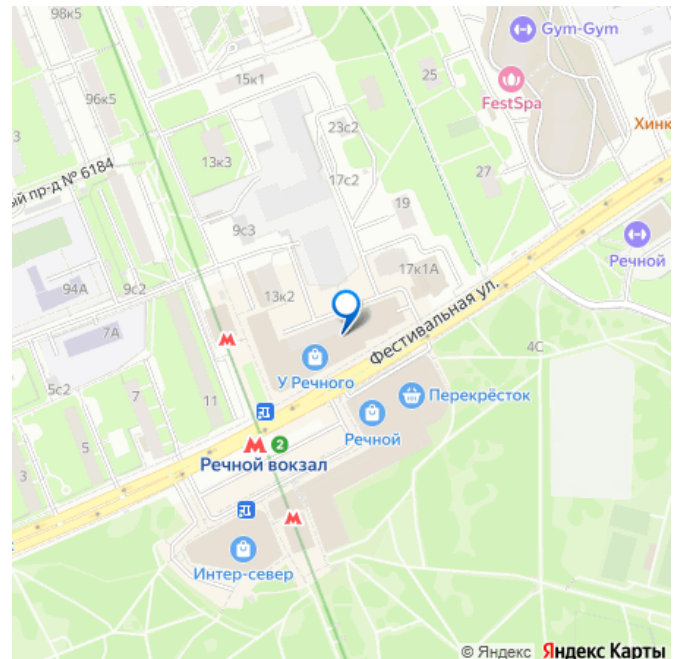 98к5
Gym-Gym
15к1
25
96к5
FestSpa
23с2
Хинк
13к3
27
ый пр-д № 6184
17с2
19
9с3
Речной
17к1А
94А
9с2
13к2
Фестивальная ул.
7А
4С
У Речного
5с2
Перекрёсток
7
11
Речной
5
2
Речной вокзал
3
Интер-север
© Яндекс Яндекс Карты